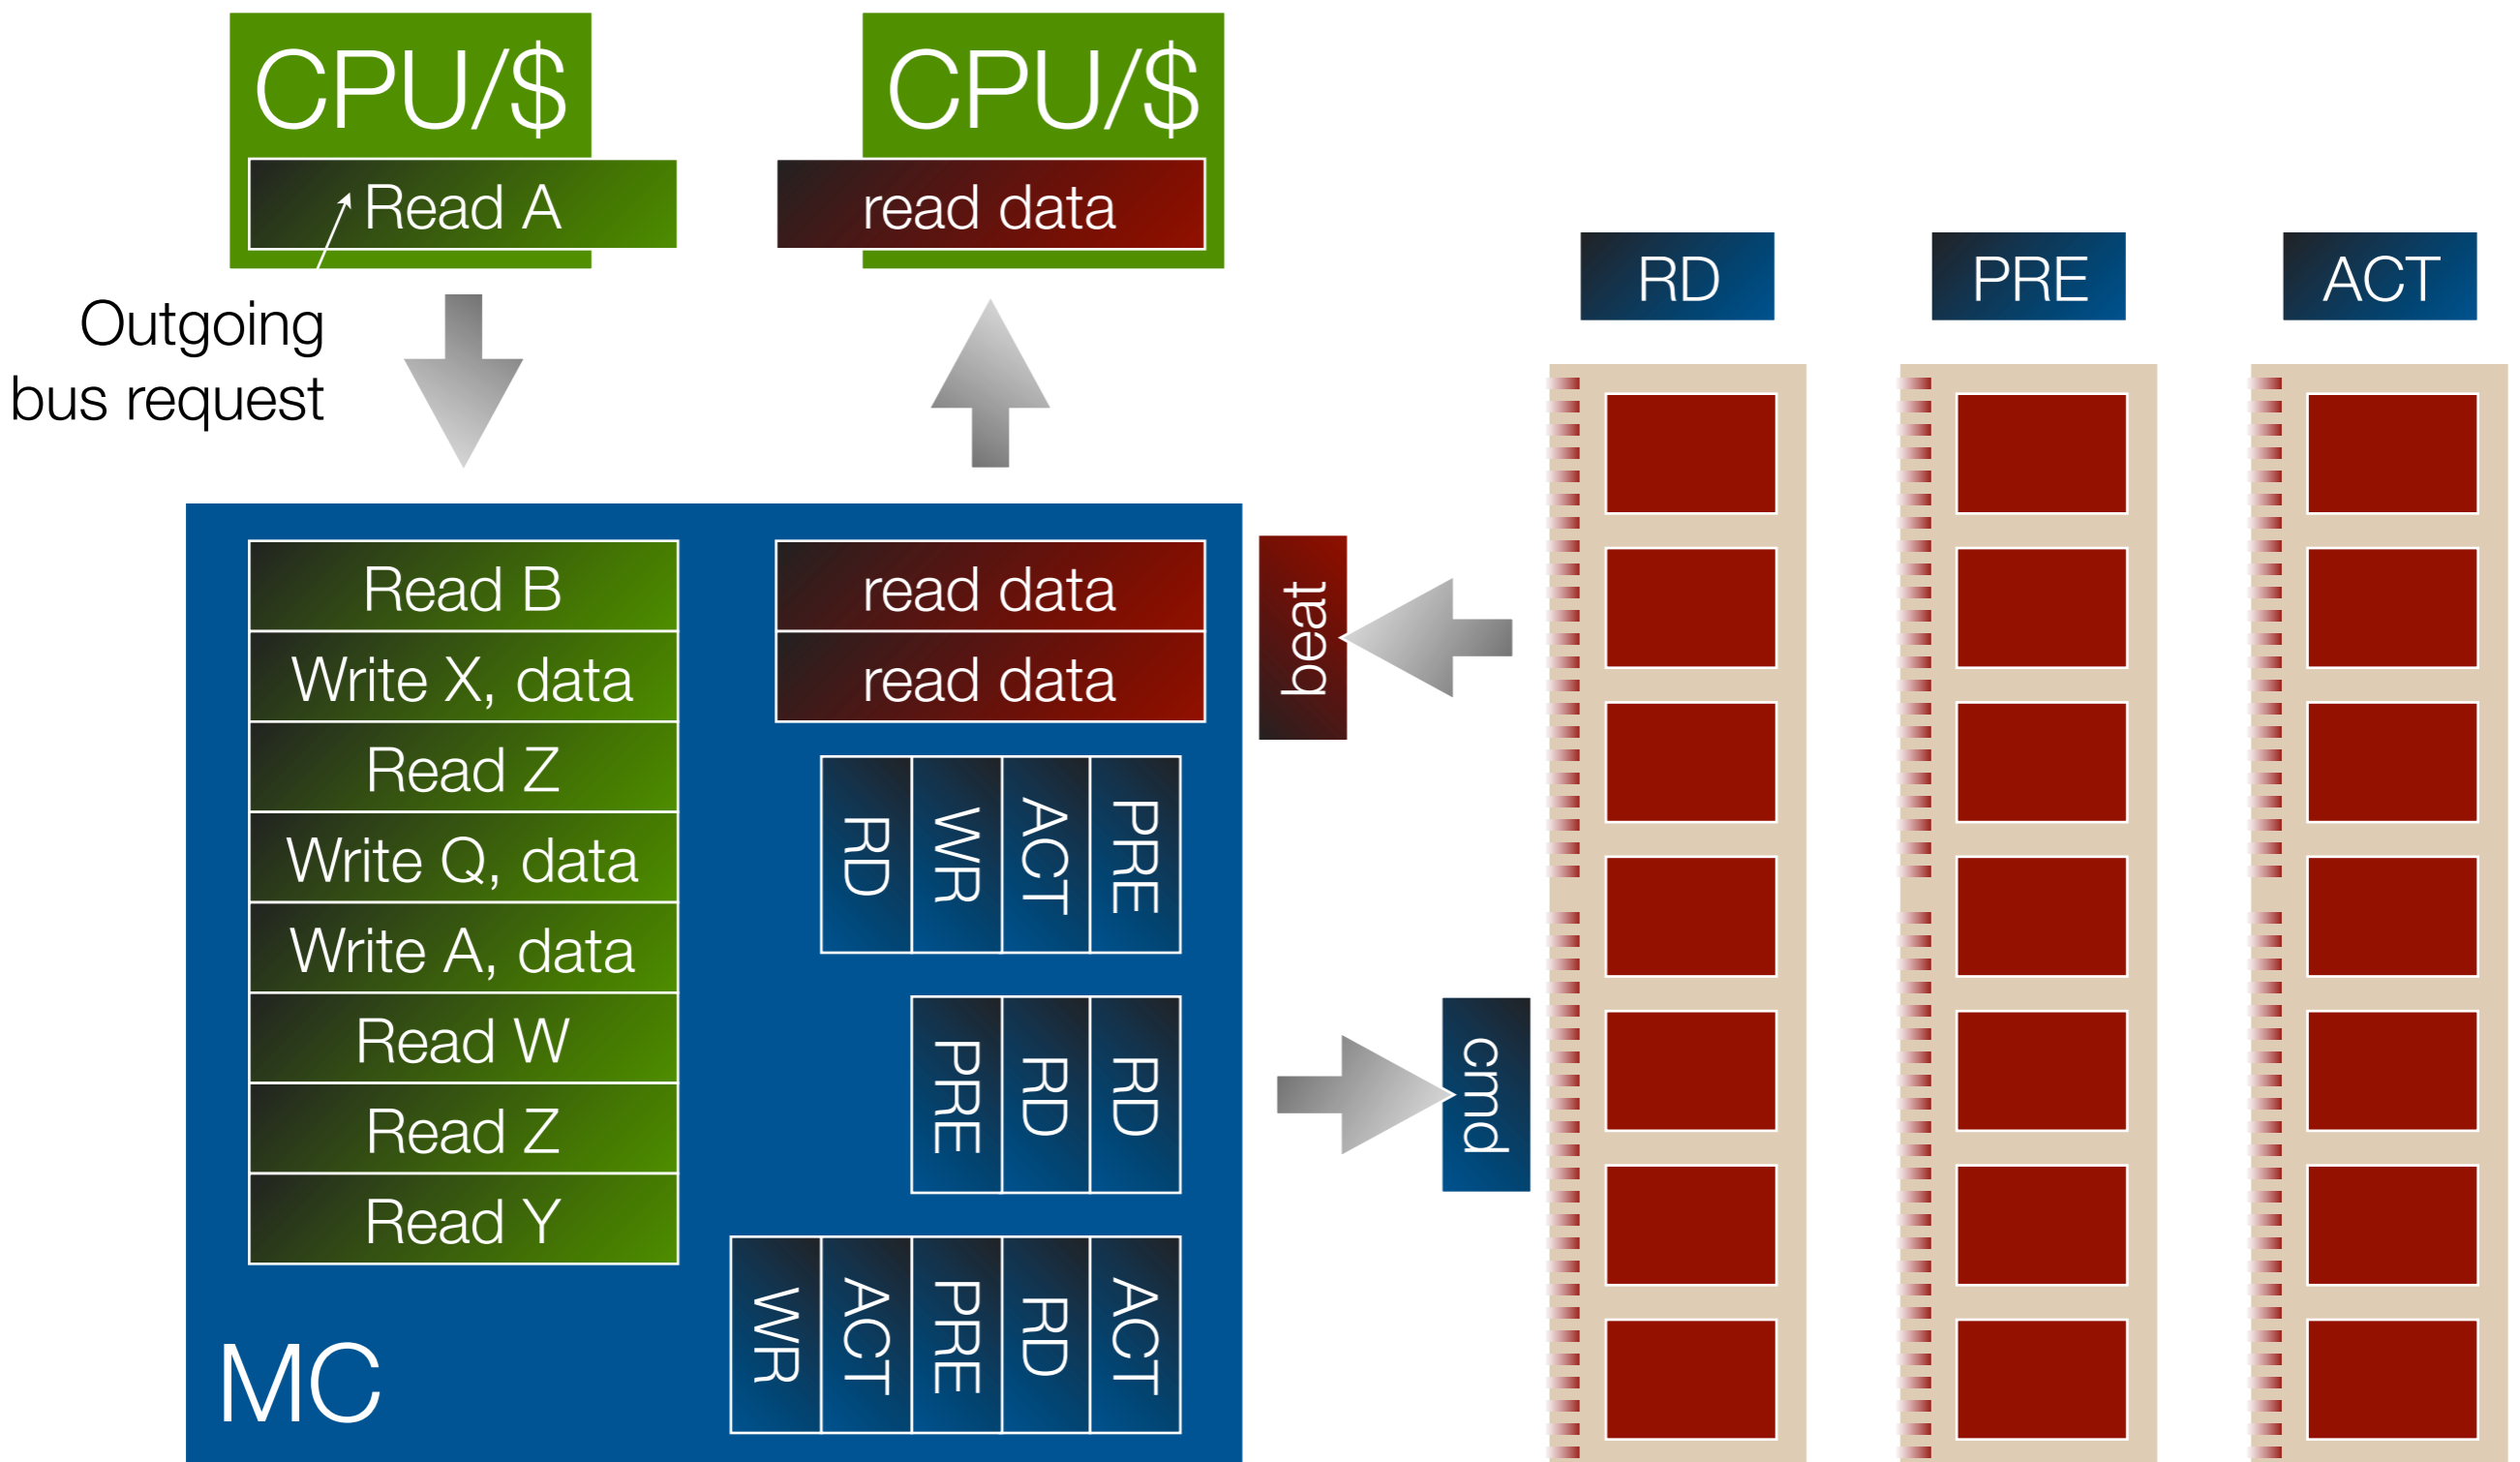 CPU/$
Read A
CPU/$
read data
Outgoing
bus request
Read B
Write X, data
Read Z
Write Q, data
Write A, data
Read W
Read Z
Read Y
MC
read data
read data
RD
WR
ACT
PRE
PRE
RD
RD
WR
ACT
PRE
RD
ACT
beat
cmd
RD
PRE
ACT